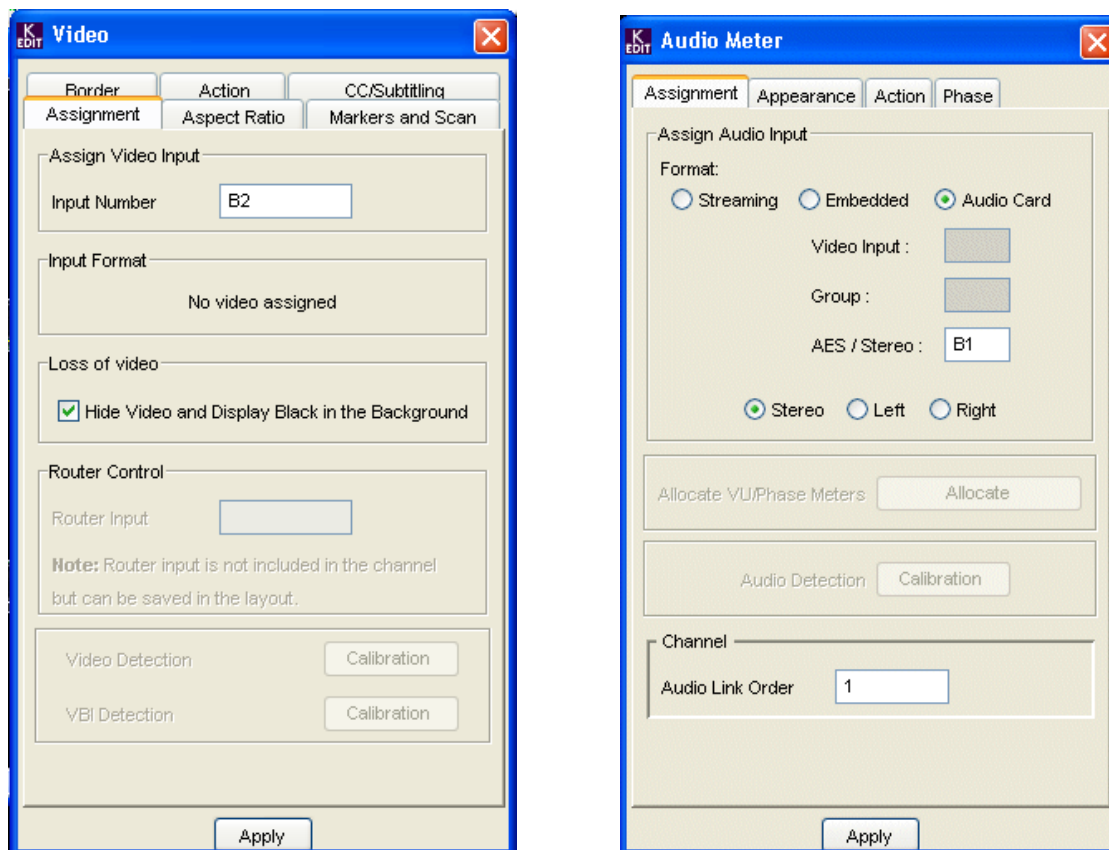 K EDIT Video
Border Action CC/Subtitling
Assignment Aspect Ratio Markers and Scan
Assign Video Input
Input Number B2
Input Format
No video assigned
Loss of video
Hide Video and Display Black in the Background
Router Control
Router Input
Note: Router input is not included in the channel
but can be saved in the layout.
Video Detection Calibration
VBI Detection Calibration
Apply
K EDIT Audio Meter
Assignment Appearance Action Phase
Assign Audio Input
Format:
Streaming Embedded Audio Card
Video Input :
Group :
AES / Stereo : B1
Stereo Left Right
Allocate VU/Phase Meters Allocate
Audio Detection Calibration
Channel
Audio Link Order 1
Apply